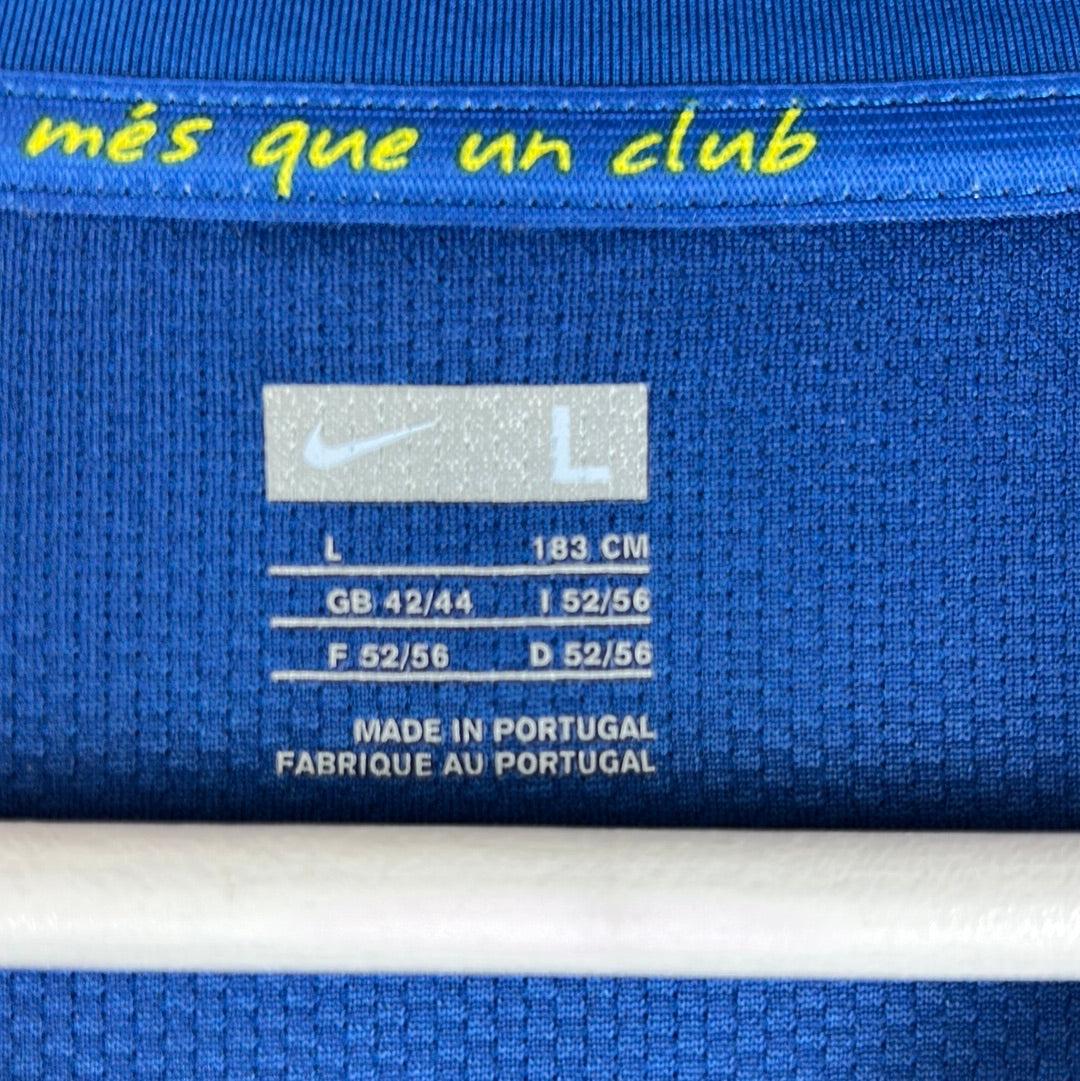 més que un club
L
L 183 CM
GB 42/44 I 52/56
F 52/56 D 52/56
MADE IN PORTUGAL
FABRIQUE AU PORTUGAL